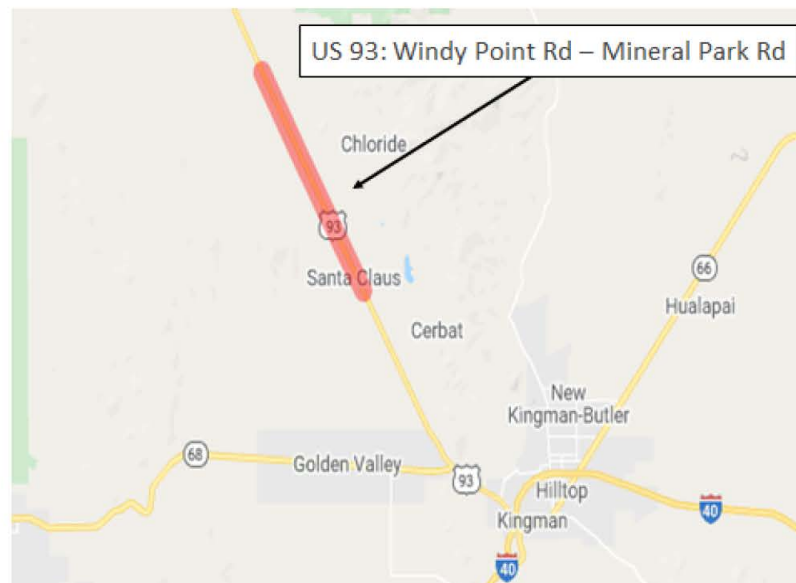 US 93: Windy Point Rd – Mineral Park Rd
Chloride
93
Santa Claus
66
Hualapai
Cerbat
New
Kingman-Butler
68
Golden Valley
93
Hilltop
Kingman
40
40